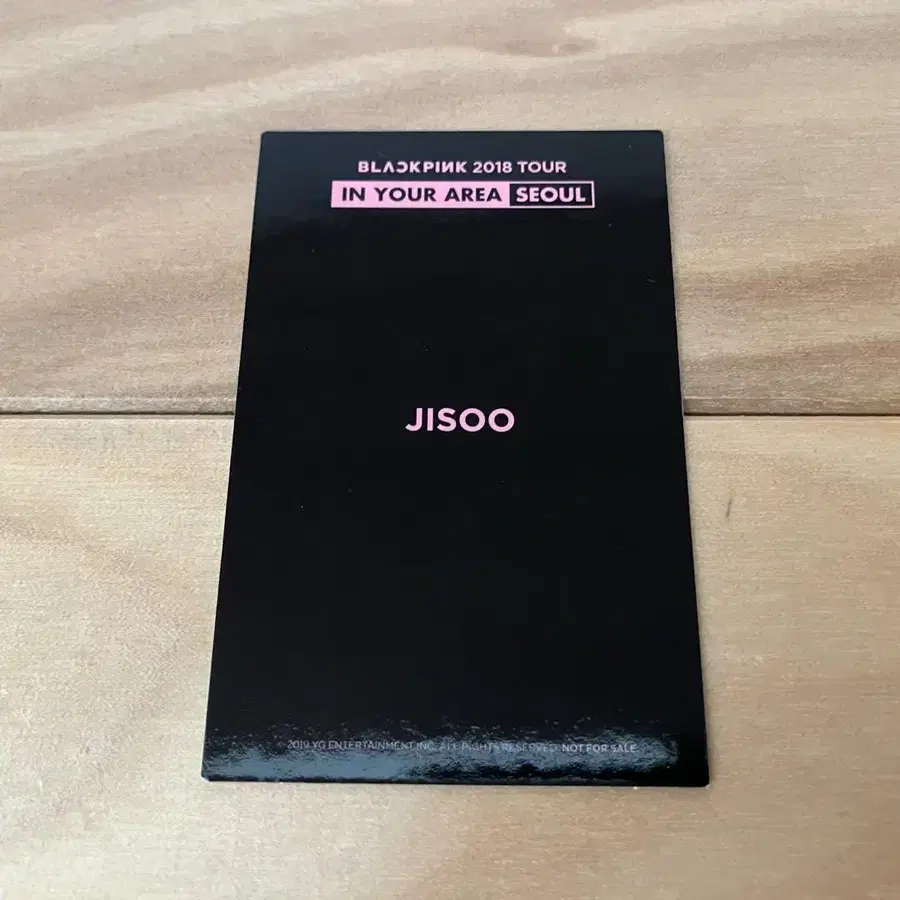 BLACKPINK 2018 TOUR
IN YOUR AREA SEOUL
JISOO
©2019 YG ENTERTAINMENT INC. ALL RIGHTS RESERVED. NOT FOR SALE